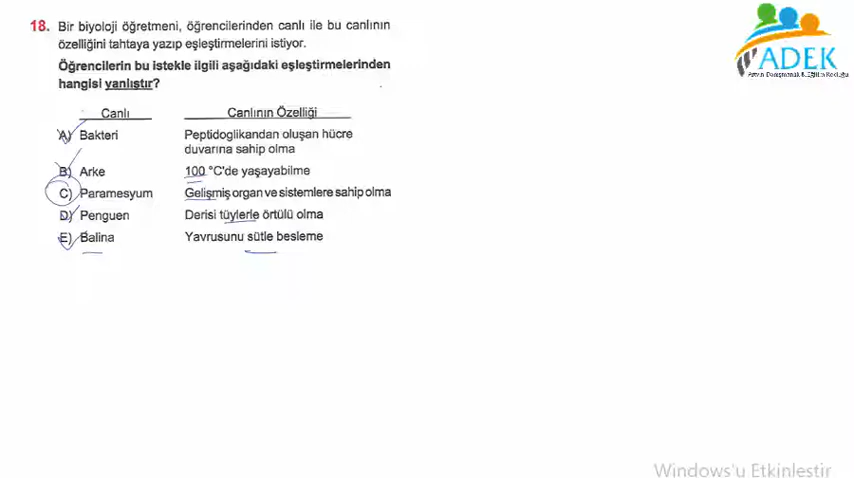 18. Bir biyoloji öğretmeni, öğrencilerinden canlı ile bu canlının
özelliğini tahtaya yazıp eşleştirmelerini istiyor.
Öğrencilerin bu istekle ilgili aşağıdaki eşleştirmelerinden
hangisi yanlıştır?
Canlı Canlının Özelliği
A) Bakteri Peptidoglikandan oluşan hücre
duvarına sahip olma
B) Arke 100 °C'de yaşayabilme
C) Paramesyum Gelişmiş organ ve sistemlere sahip olma
D) Penguen Derisi tüylerle örtülü olma
E) Balina Yavrusunu sütle besleme
ADEK
Windows'u Etkinleştir